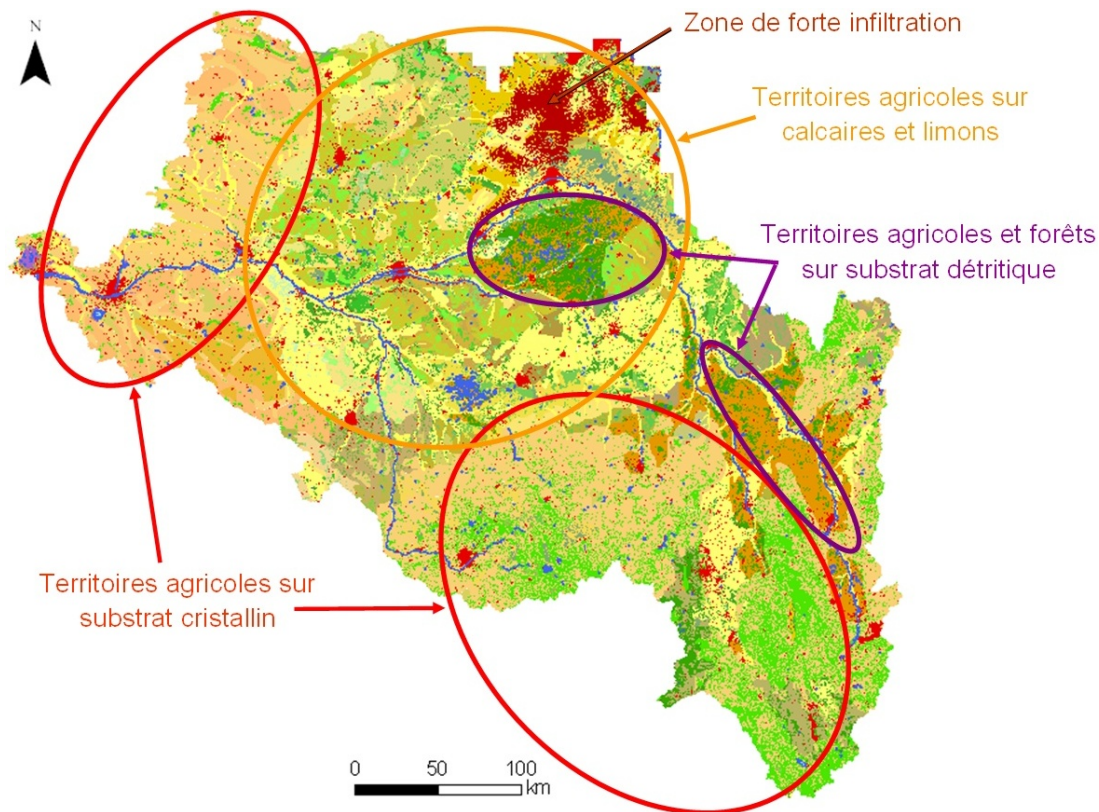 N
Zone de forte infiltration
Territoires agricoles sur
calcaires et limons
Territoires agricoles et forêts
sur substrat détritique
Territoires agricoles sur
substrat cristallin
0 50 100
km